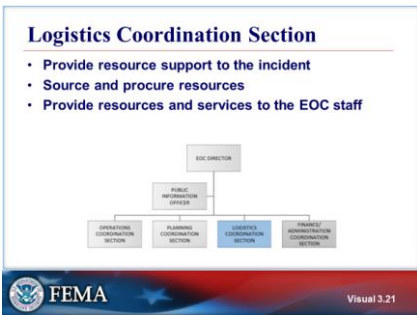 Logistics Coordination Section
• Provide resource support to the incident
• Source and procure resources
• Provide resources and services to the EOC staff
EOC DIRECTOR
PUBLIC
INFORMATION
OFFICER
OPERATIONS
COORDINATION
SECTION
PLANNING
COORDINATION
SECTION
LOGISTICS
COORDINATION
SECTION
FINANCE/
ADMINISTRATION
COORDINATION
SECTION
FEMA
Visual 3.21